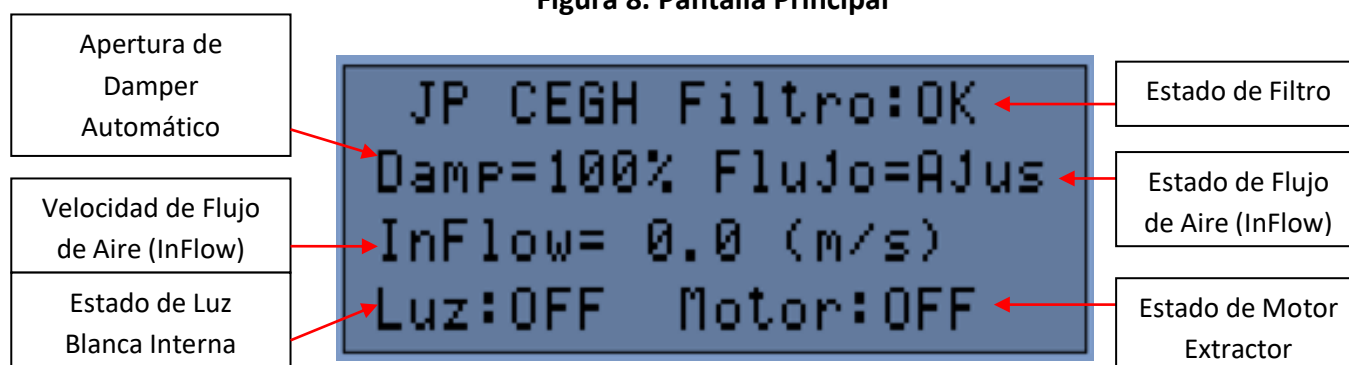 Figura 8. Pantalla Principal
Apertura de
Damper
Automático
Velocidad de Flujo
de Aire (InFlow)
Estado de Luz
Blanca Interna
JP CEGH Filtro:OK
Damp=100% FluJo=AJus
InFlow= 0.0 (m/s)
Luz:OFF Motor:OFF
Estado de Filtro
Estado de Flujo
de Aire (InFlow)
Estado de Motor
Extractor